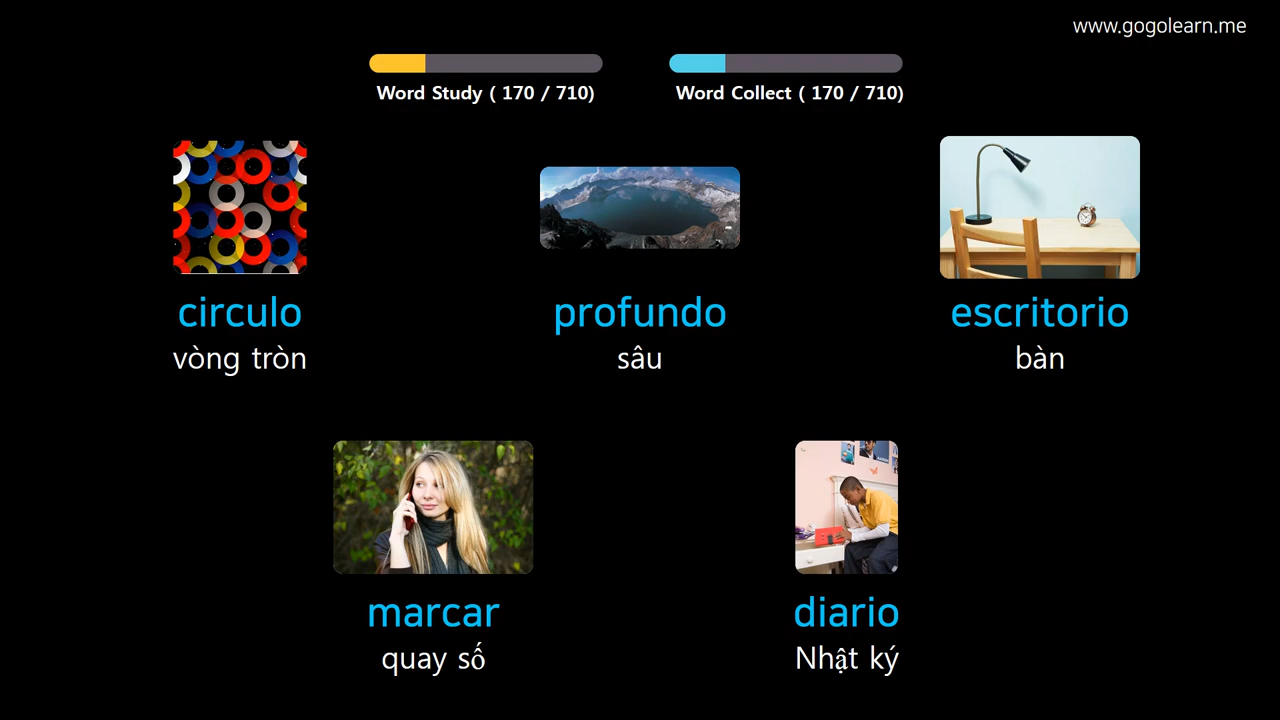 www.gogolearn.me
Word Study ( 170 / 710)
Word Collect ( 170 / 710)
circulo
vòng tròn
profundo
sâu
escritorio
bàn
marcar
quay số
diario
Nhật ký